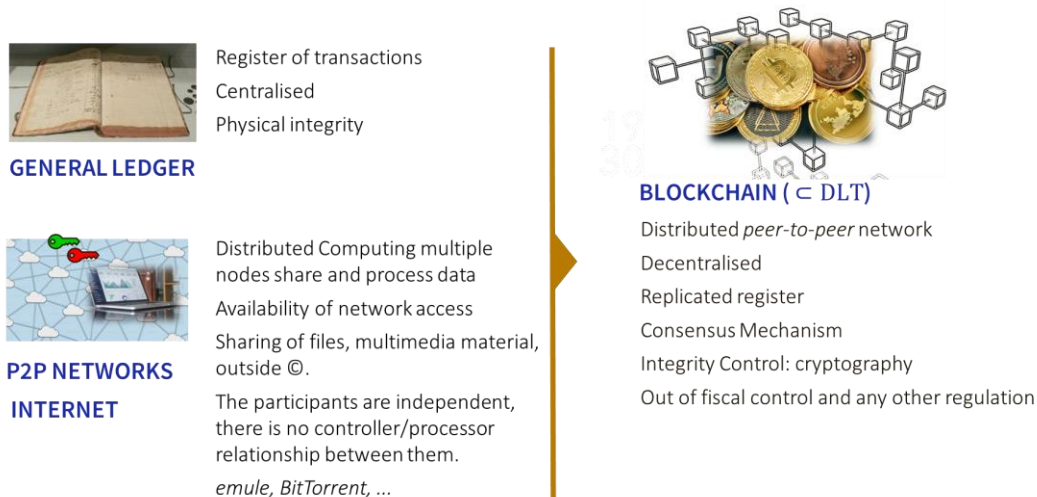 Register of transactions
Centralised
Physical integrity
GENERAL LEDGER
Distributed Computing multiple
nodes share and process data
Availability of network access
Sharing of files, multimedia material,
outside ©.
The participants are independent,
there is no controller/processor
relationship between them.
emule, BitTorrent, ...
P2P NETWORKS
INTERNET
19
30
BLOCKCHAIN ( ⊂ DLT)
Distributed peer-to-peer network
Decentralised
Replicated register
Consensus Mechanism
Integrity Control: cryptography
Out of fiscal control and any other regulation